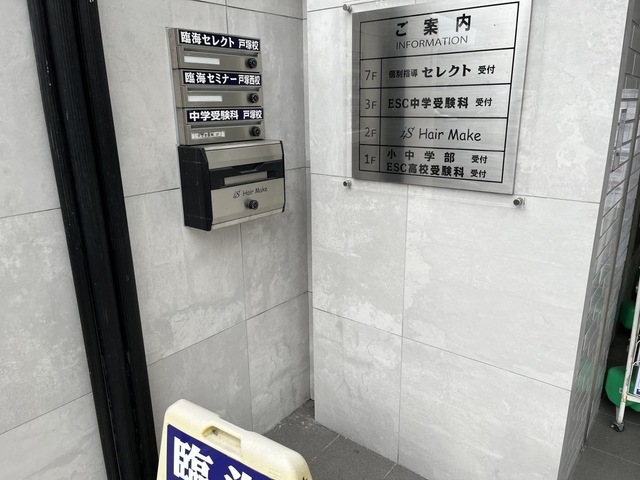 臨海セレクト 戸塚校
臨海セミナー 戸塚西校
中学受験科 戸塚校
is Hair Make
ご案内
INFORMATION
7F 個別指導 セレクト 受付
3F ESC中学受験科 受付
2F is Hair Make
1F 小中学部 受付
ESC高校受験科 受付
臨海